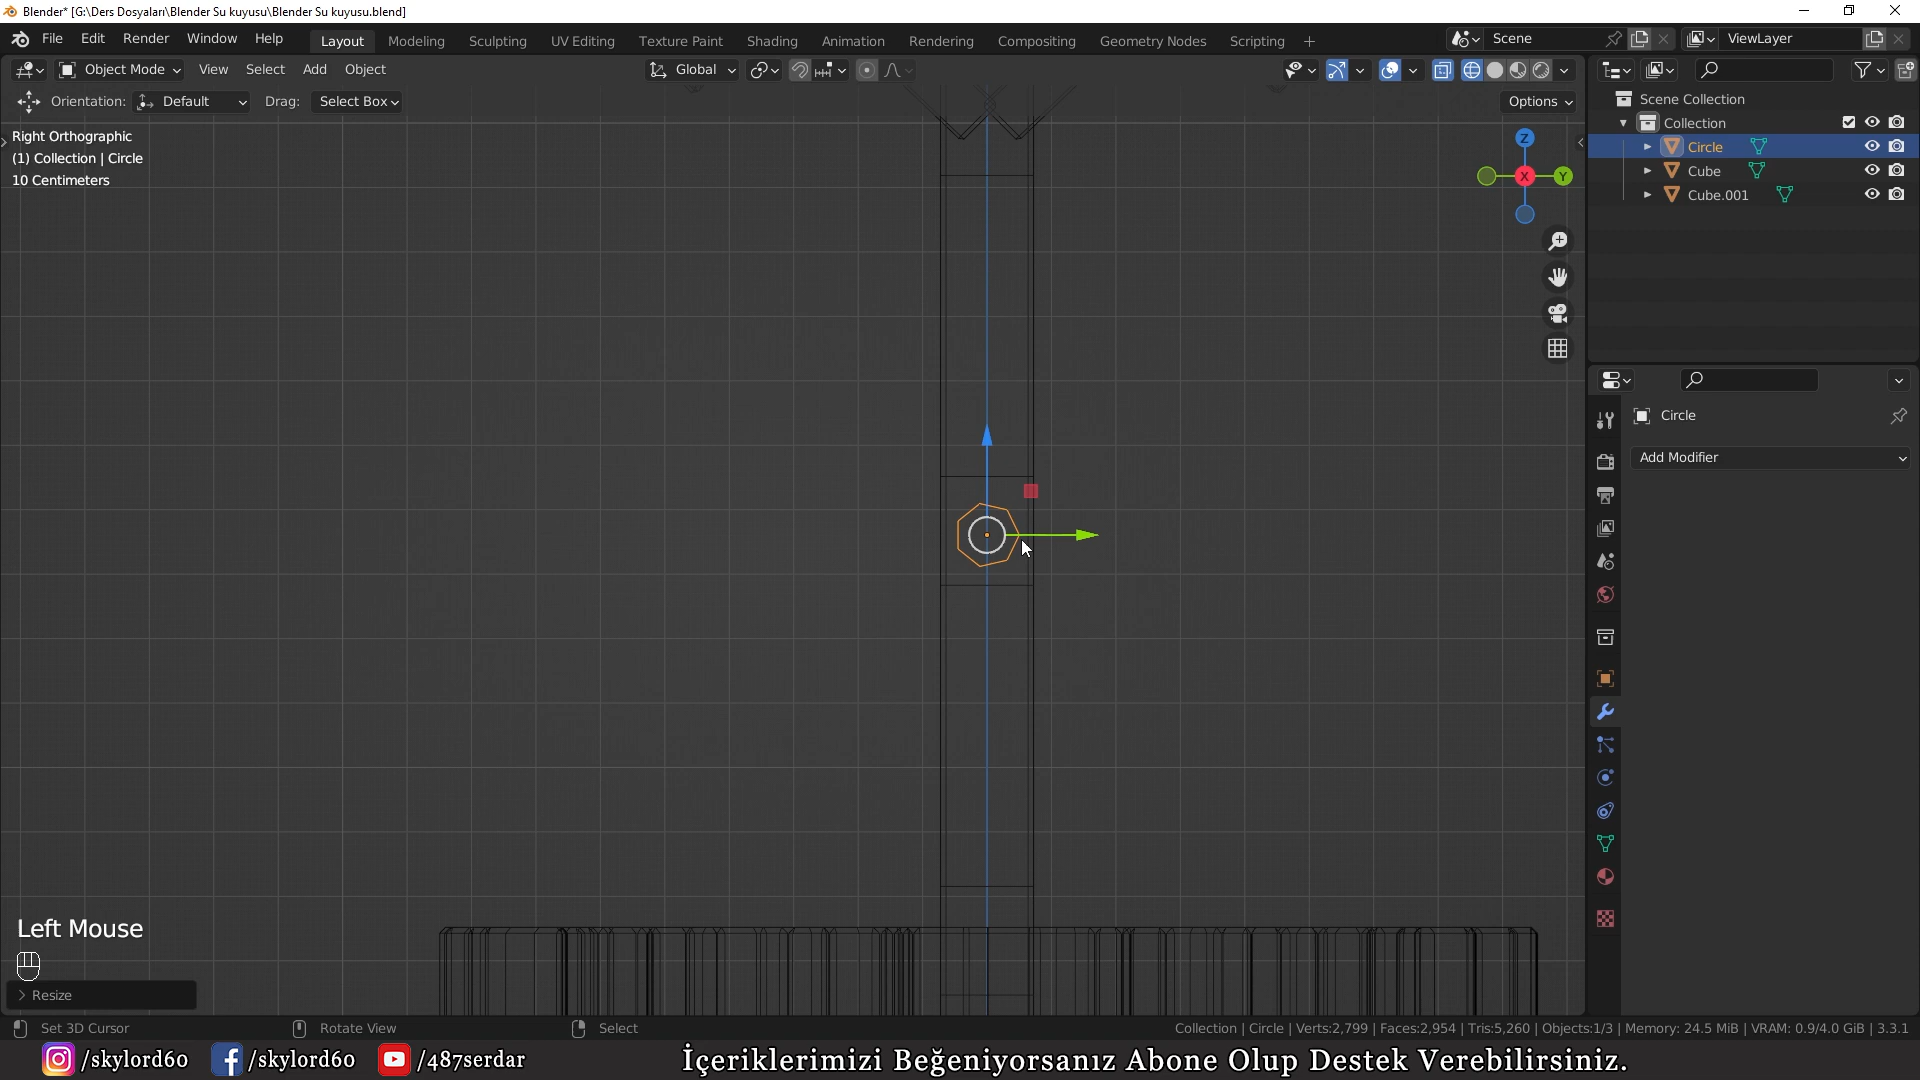 Blender* [G:\Ders Dosyaları\Blender Su kuyusu\Blender Su kuyusu.blend]
File Edit Render Window Help
Layout Modeling Sculpting UV Editing Texture Paint Shading Animation Rendering Compositing Geometry Nodes Scripting +
Scene
ViewLayer
Object Mode View Select Add Object
Global
Orientation: Default Drag: Select Box
Options
Right Orthographic
(1) Collection | Circle
10 Centimeters
Z
X
Y
Scene Collection
Collection
Circle
Cube
Cube.001
Circle
Add Modifier
Left Mouse
Resize
Set 3D Cursor
Rotate View
Select
Collection | Circle | Verts:2,799 | Faces:2,954 | Tris:5,260 | Objects:1/3 | Memory: 24.5 MiB | VRAM: 0.9/4.0 GiB | 3.3.1
/skylord60
/skylord60
/487serdar
İçeriklerimizi Beğeniyorsanız Abone Olup Destek Verebilirsiniz.